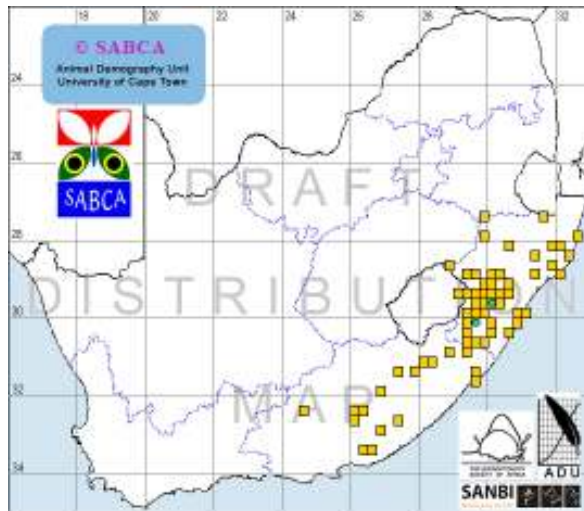 18 20 22 24 26 28 30 32
© SABCA
Animal Demography Unit
University of Cape Town
24
26
SABCA
DRAFT
28
DISTRIBUTION
30
32
MAP
34
ADU
SANBI